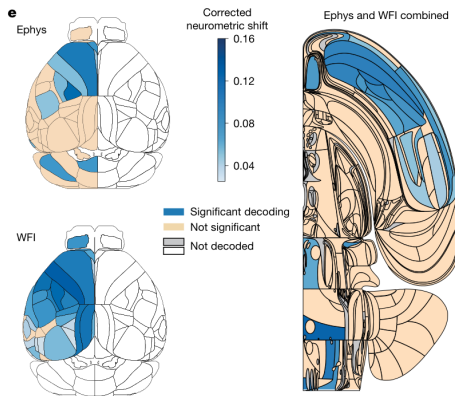 e
Ephys
Corrected
neurometric shift
0.16
0.12
0.08
0.04
Ephys and WFI combined
WFI
Significant decoding
Not significant
Not decoded